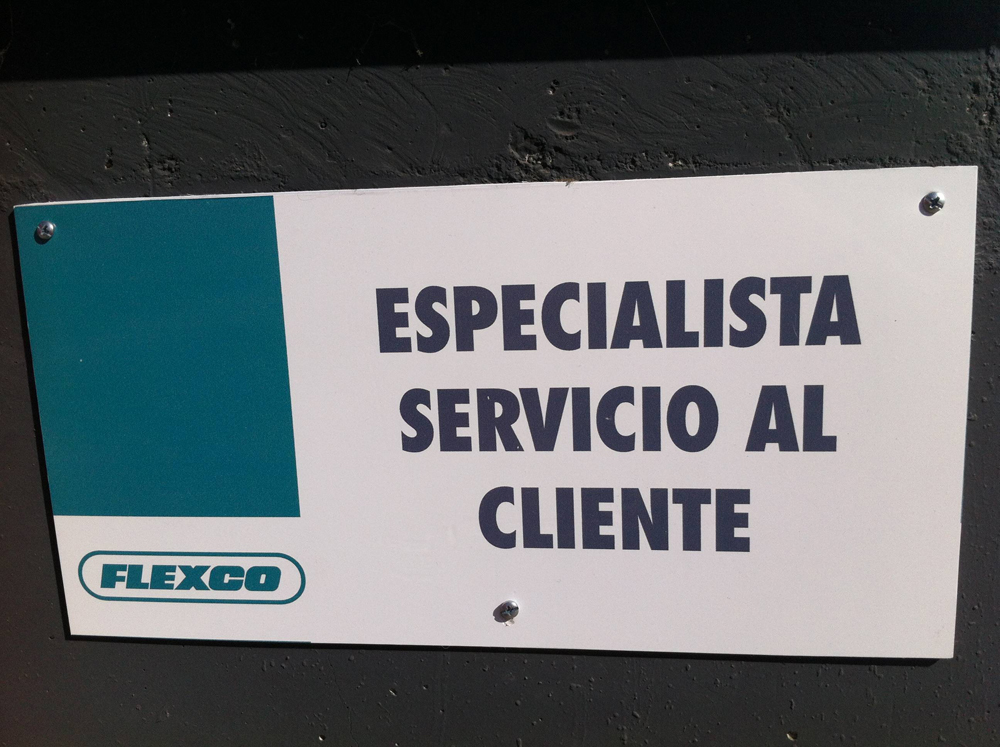 ESPECIALISTA
SERVICIO AL
CLIENTE
FLEXCO